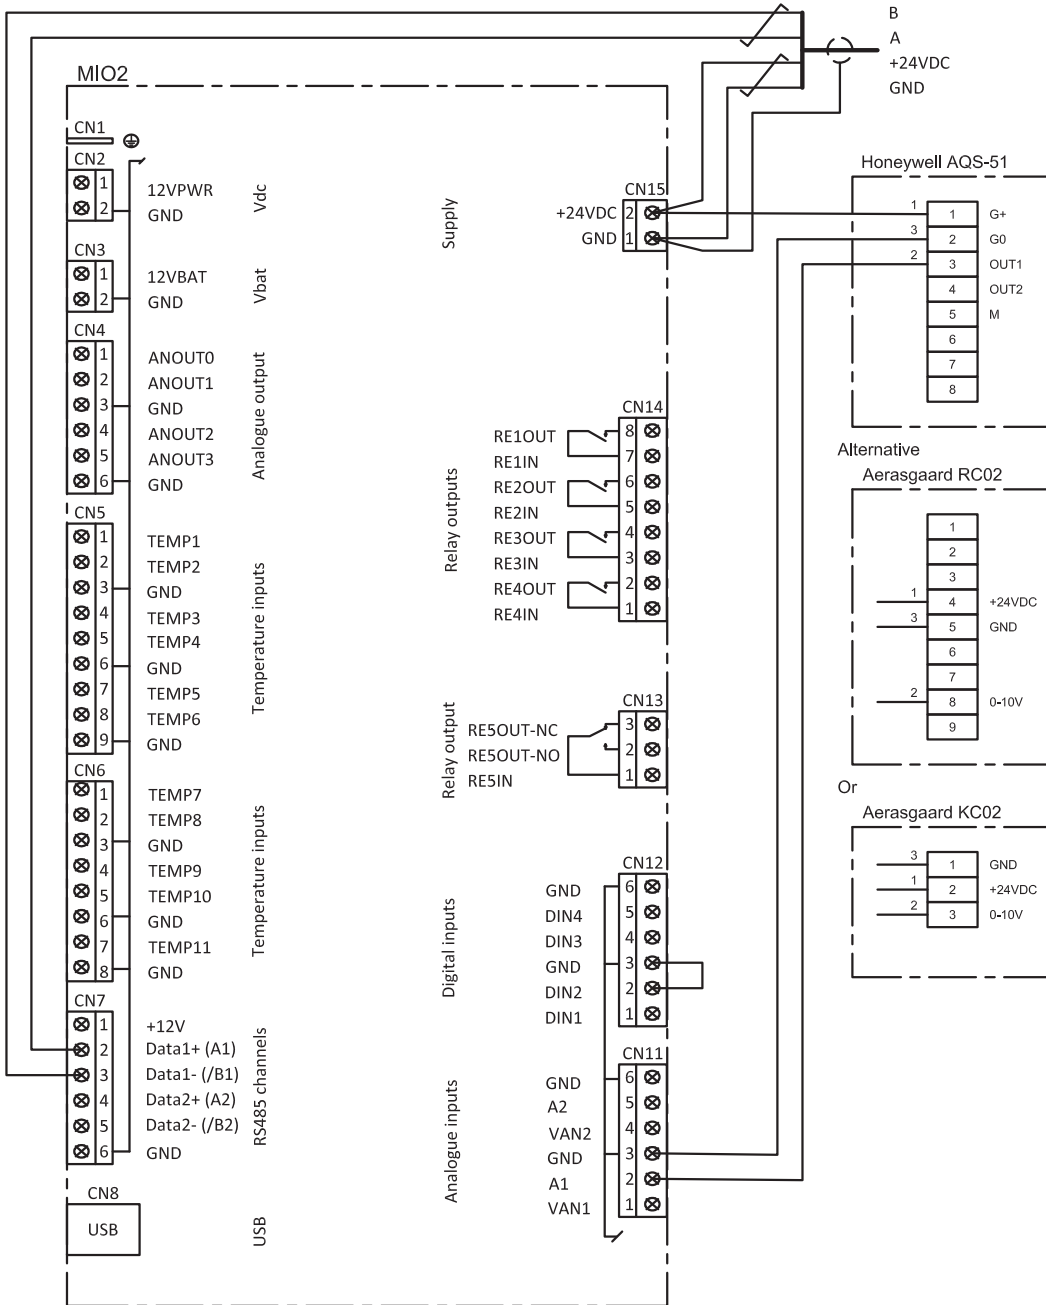 B
A
+24VDC
GND
MIO2
CN1
CN2
1 12VPWR
2 GND
Vdc
CN3
1 12VBAT
2 GND
Vbat
CN4
1 ANOUT0
2 ANOUT1
3 GND
4 ANOUT2
5 ANOUT3
6 GND
Analogue output
CN5
1 TEMP1
2 TEMP2
3 GND
4 TEMP3
5 TEMP4
6 GND
7 TEMP5
8 TEMP6
9 GND
Temperature inputs
CN6
1 TEMP7
2 TEMP8
3 GND
4 TEMP9
5 TEMP10
6 GND
7 TEMP11
8 GND
Temperature inputs
CN7
1 +12V
2 Data1+ (A1)
3 Data1- (/B1)
4 Data2+ (A2)
5 Data2- (/B2)
6 GND
RS485 channels
CN8
USB
USB
CN15
Supply
+24VDC 2
GND 1
CN14
Relay outputs
RE1OUT 8
RE1IN 7
RE2OUT 6
RE2IN 5
RE3OUT 4
RE3IN 3
RE4OUT 2
RE4IN 1
CN13
Relay output
RE5OUT-NC 3
RE5OUT-NO 2
RE5IN 1
CN12
Digital inputs
GND 6
DIN4 5
DIN3 4
GND 3
DIN2 2
DIN1 1
CN11
Analogue inputs
GND 6
A2 5
VAN2 4
GND 3
A1 2
VAN1 1
Honeywell AQS-51
1 1 G+
3 2 G0
2 3 OUT1
4 OUT2
5 M
6
7
8
Alternative
Aerasgaard RC02
1
2
3
1 4 +24VDC
3 5 GND
6
7
2 8 0-10V
9
Or
Aerasgaard KC02
3 1 GND
1 2 +24VDC
2 3 0-10V